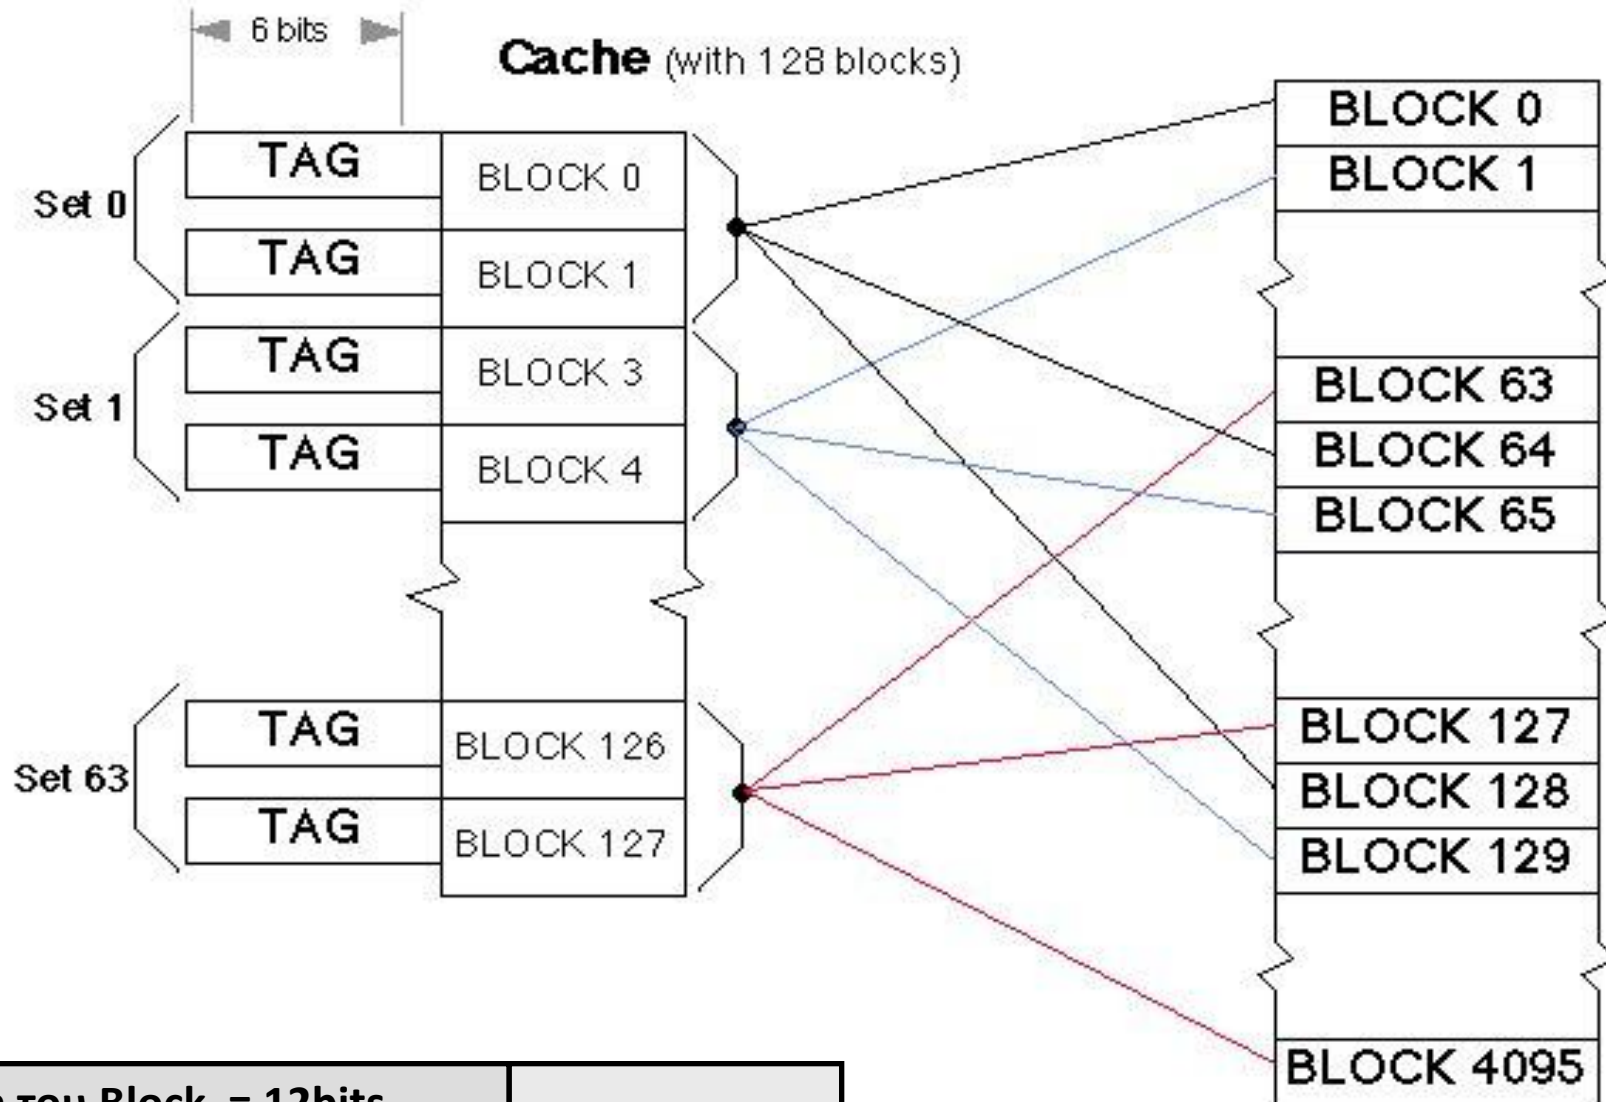 6 bits
Cache (with 128 blocks)
Set 0
TAG
BLOCK 0
TAG
BLOCK 1
Set 1
TAG
BLOCK 3
TAG
BLOCK 4
Set 63
TAG
BLOCK 126
TAG
BLOCK 127
BLOCK 0
BLOCK 1
BLOCK 63
BLOCK 64
BLOCK 65
BLOCK 127
BLOCK 128
BLOCK 129
BLOCK 4095
του Block = 12bits